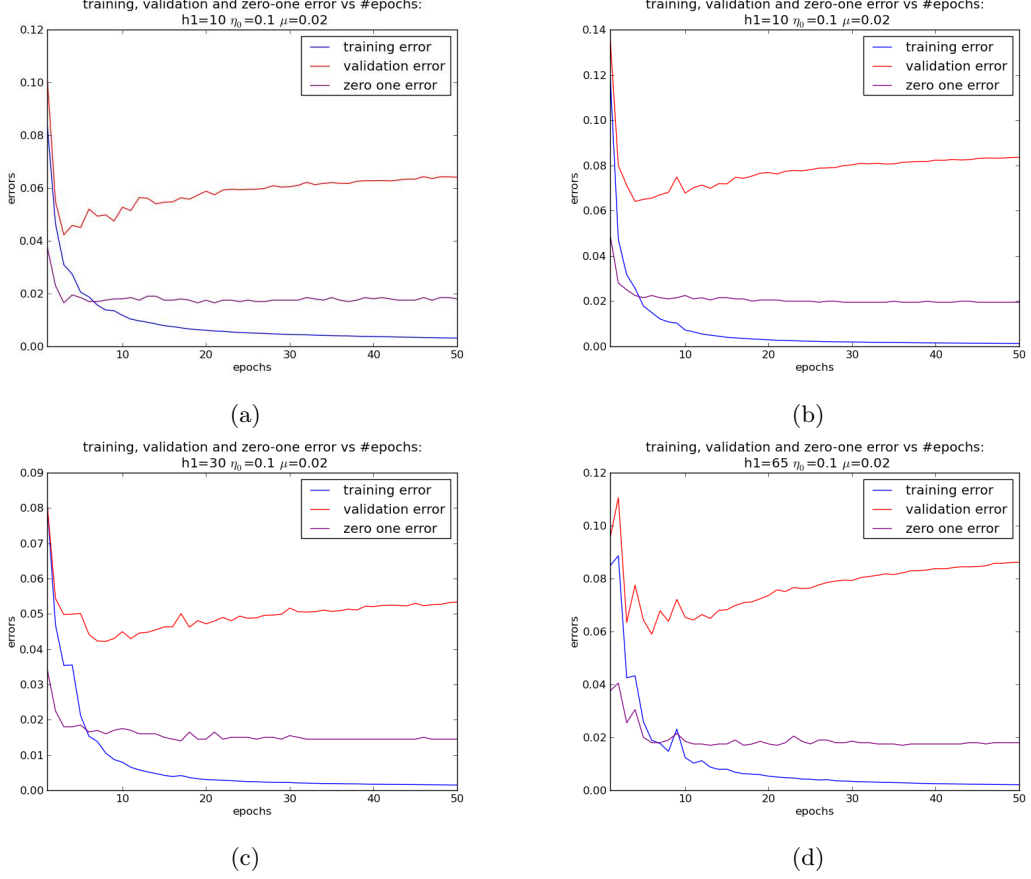 training, validation and zero-one error vs #epochs:
h1=10 η₀=0.1 μ=0.02
0.12
0.10
0.08
0.06
0.04
0.02
0.00
errors
training error
validation error
zero one error
10
20
30
40
50
epochs
(a)
training, validation and zero-one error vs #epochs:
h1=10 η₀=0.1 μ=0.02
0.14
0.12
0.10
0.08
0.06
0.04
0.02
0.00
errors
training error
validation error
zero one error
10
20
30
40
50
epochs
(b)
training, validation and zero-one error vs #epochs:
h1=30 η₀=0.1 μ=0.02
0.09
0.08
0.07
0.06
0.05
0.04
0.03
0.02
0.01
0.00
errors
training error
validation error
zero one error
10
20
30
40
50
epochs
(c)
training, validation and zero-one error vs #epochs:
h1=65 η₀=0.1 μ=0.02
0.12
0.10
0.08
0.06
0.04
0.02
0.00
errors
training error
validation error
zero one error
10
20
30
40
50
epochs
(d)